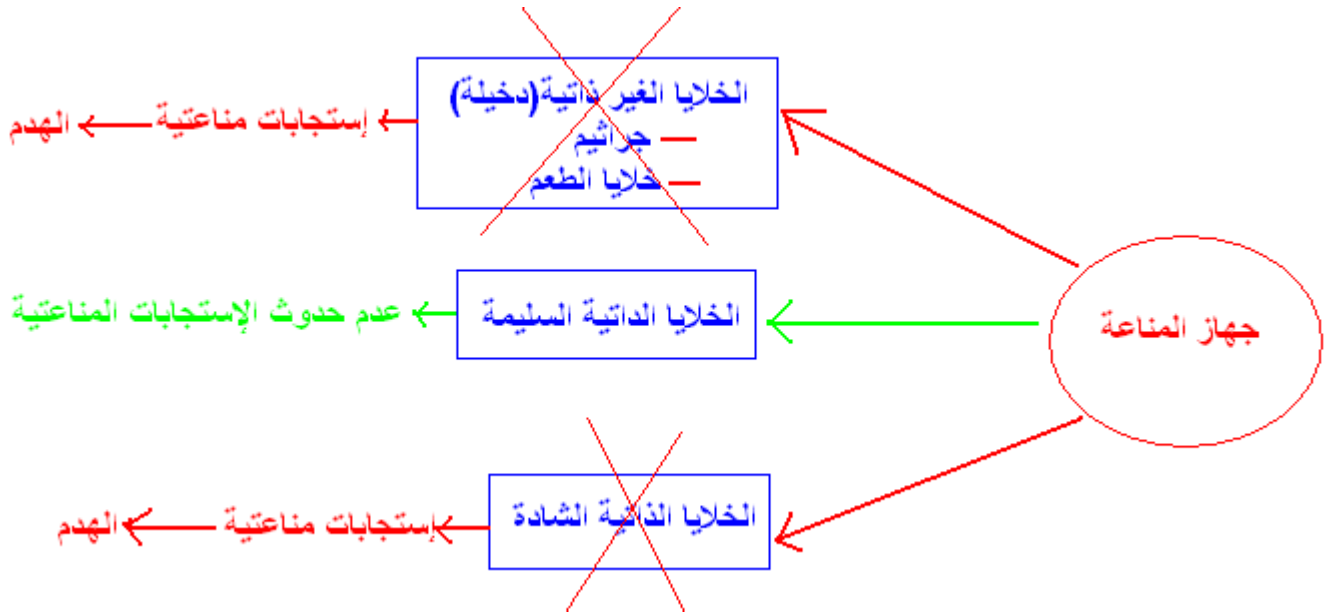 جهاز المناعة
الخلايا الغير ذاتية(دخيلة)
— جراثيم
— خلايا الطعم
إستجابات مناعتية
الهدم
الخلايا الداتية السليمة
عدم حدوث الإستجابات المناعتية
الخلايا الذاتية الشادة
إستجابات مناعتية
الهدم